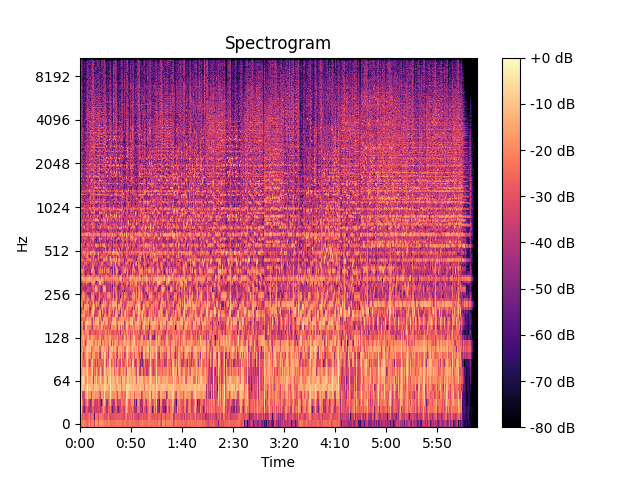 Spectrogram
Hz
8192
4096
2048
1024
512
256
128
64
0
0:00 0:50 1:40 2:30 3:20 4:10 5:00 5:50
Time
+0 dB
-10 dB
-20 dB
-30 dB
-40 dB
-50 dB
-60 dB
-70 dB
-80 dB